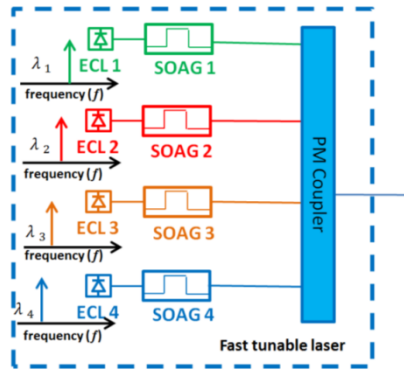 λ1
ECL 1
SOAG 1
frequency(f)
λ2
ECL 2
SOAG 2
frequency(f)
PM Coupler
λ3
ECL 3
SOAG 3
frequency(f)
λ4
ECL 4
SOAG 4
frequency(f)
Fast tunable laser